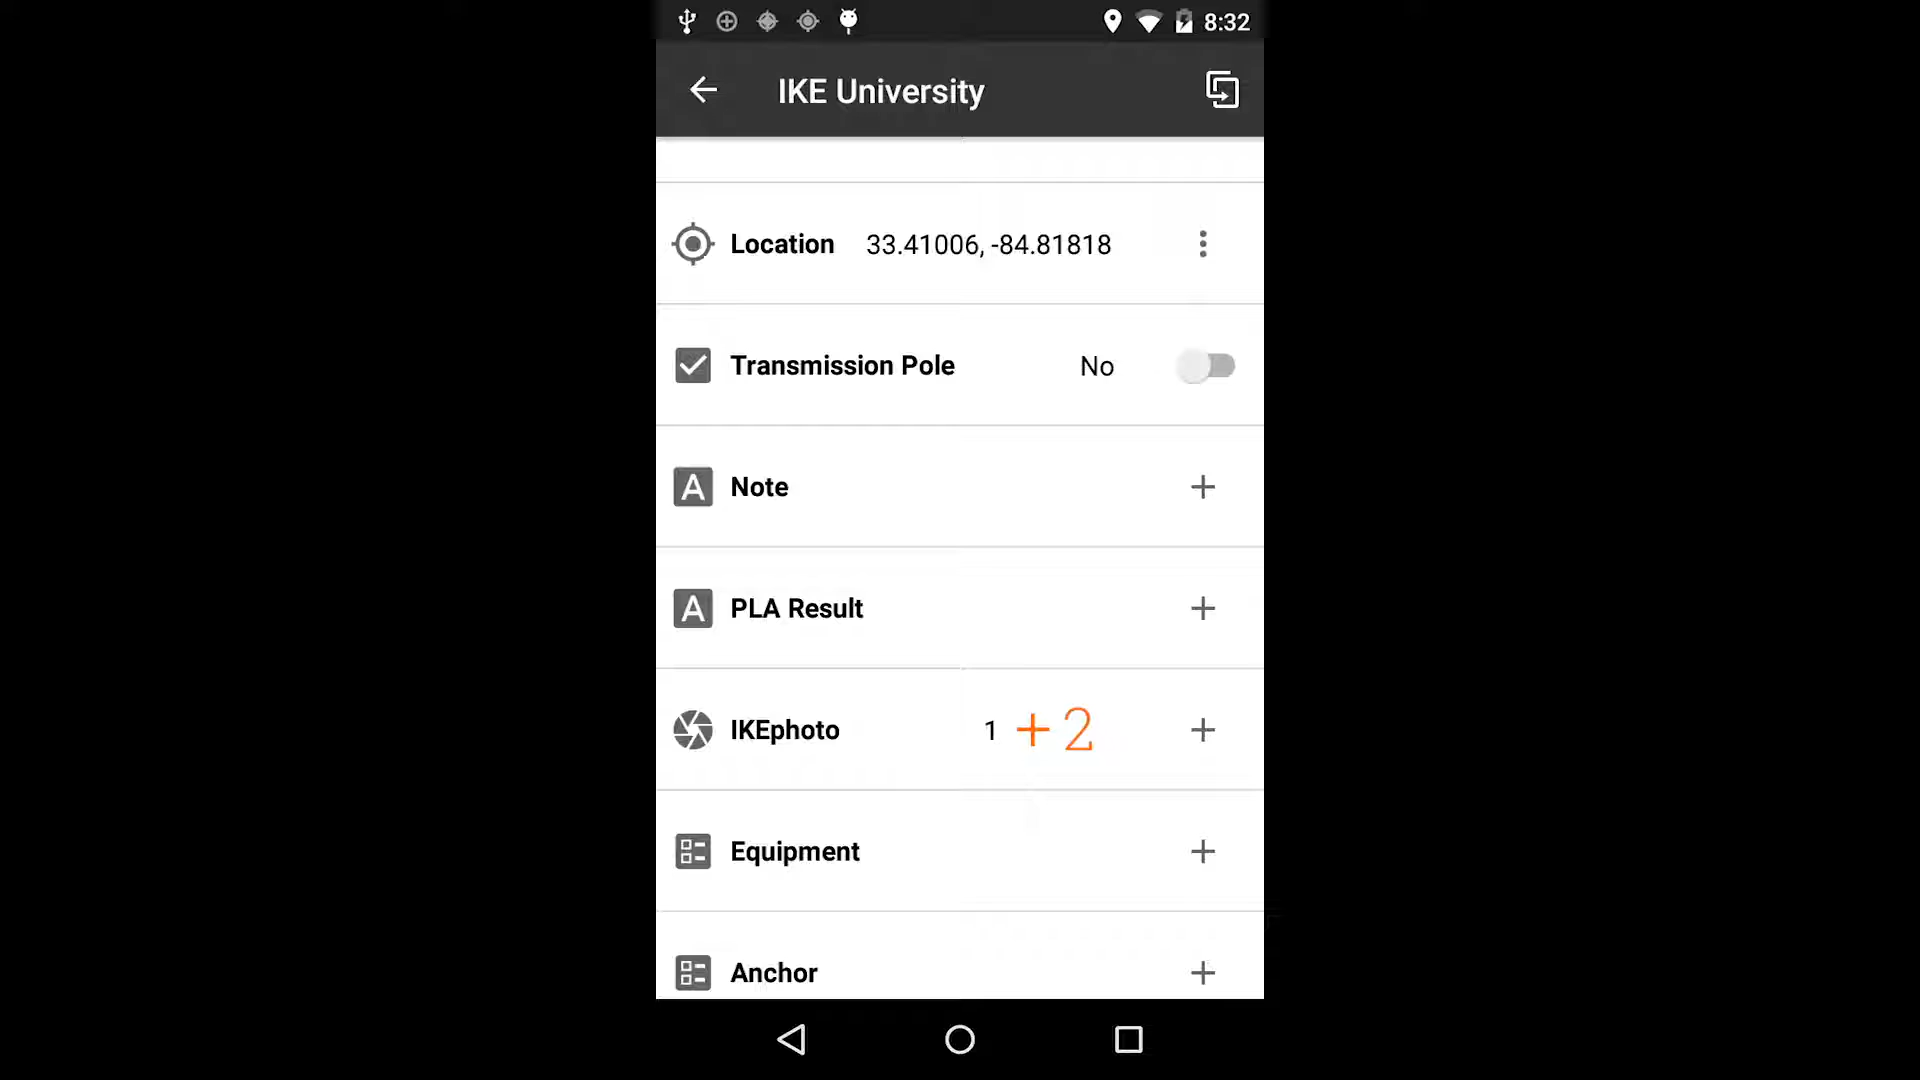 8:32
IKE University
Location 33.41006, -84.81818
Transmission Pole No
A Note +
A PLA Result +
IKEphoto 1 + 2 +
Equipment +
Anchor +